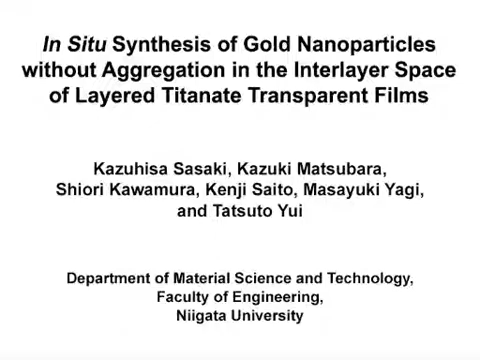 In Situ Synthesis of Gold Nanoparticles
without Aggregation in the Interlayer Space
of Layered Titanate Transparent Films
Kazuhisa Sasaki, Kazuki Matsubara,
Shiori Kawamura, Kenji Saito, Masayuki Yagi,
and Tatsuto Yui
Department of Material Science and Technology,
Faculty of Engineering,
Niigata University